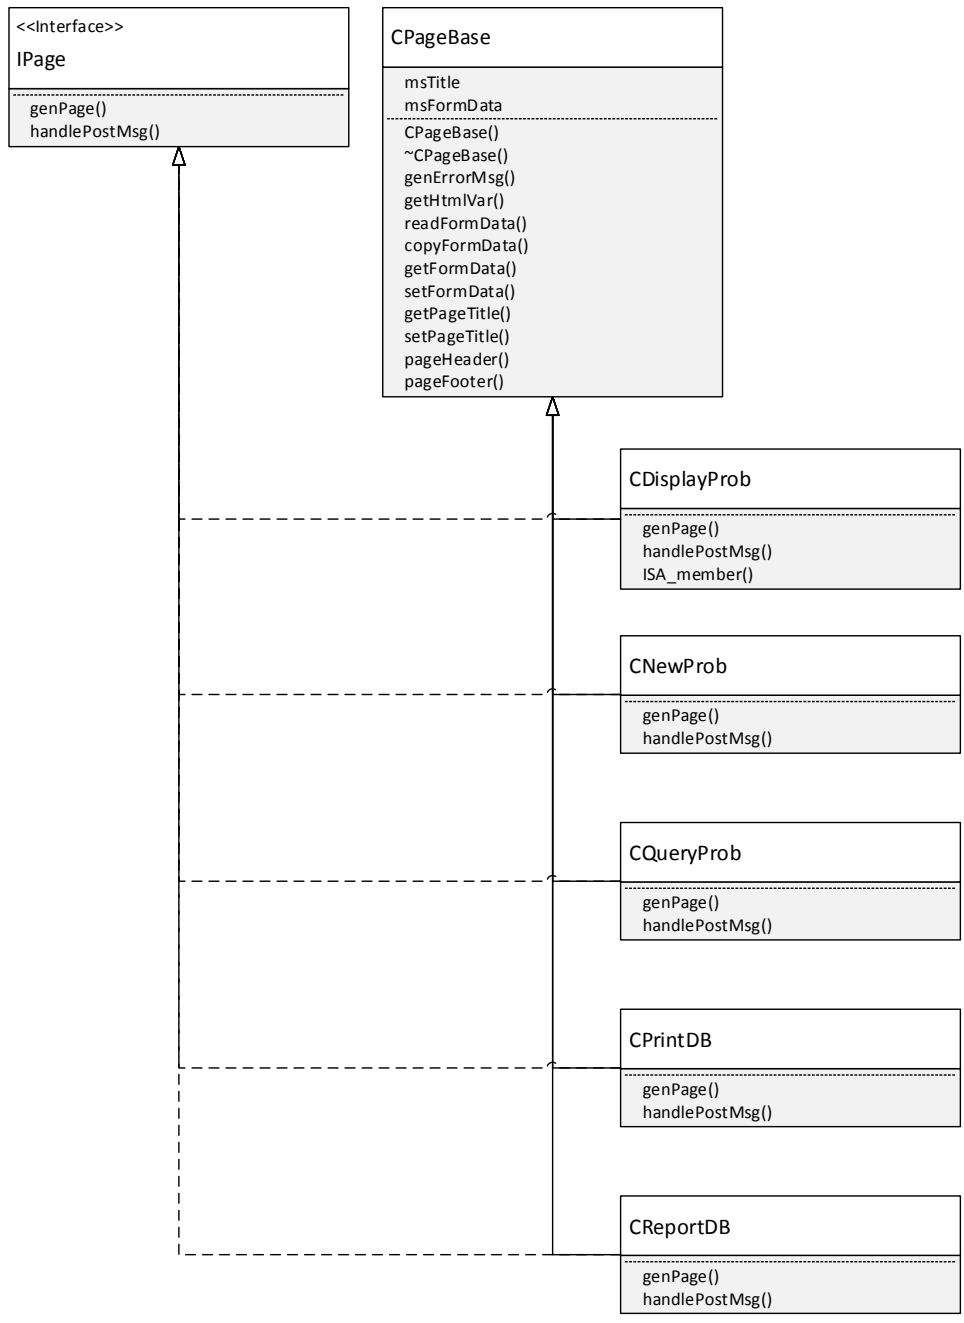 <<Interface>>
IPage
genPage()
handlePostMsg()
CPageBase
msTitle
msFormData
CPageBase()
~CPageBase()
genErrorMsg()
getHtmlVar()
readFormData()
copyFormData()
getFormData()
setFormData()
getPageTitle()
setPageTitle()
pageHeader()
pageFooter()
CDisplayProb
genPage()
handlePostMsg()
ISA_member()
CNewProb
genPage()
handlePostMsg()
CQueryProb
genPage()
handlePostMsg()
CPrintDB
genPage()
handlePostMsg()
CReportDB
genPage()
handlePostMsg()